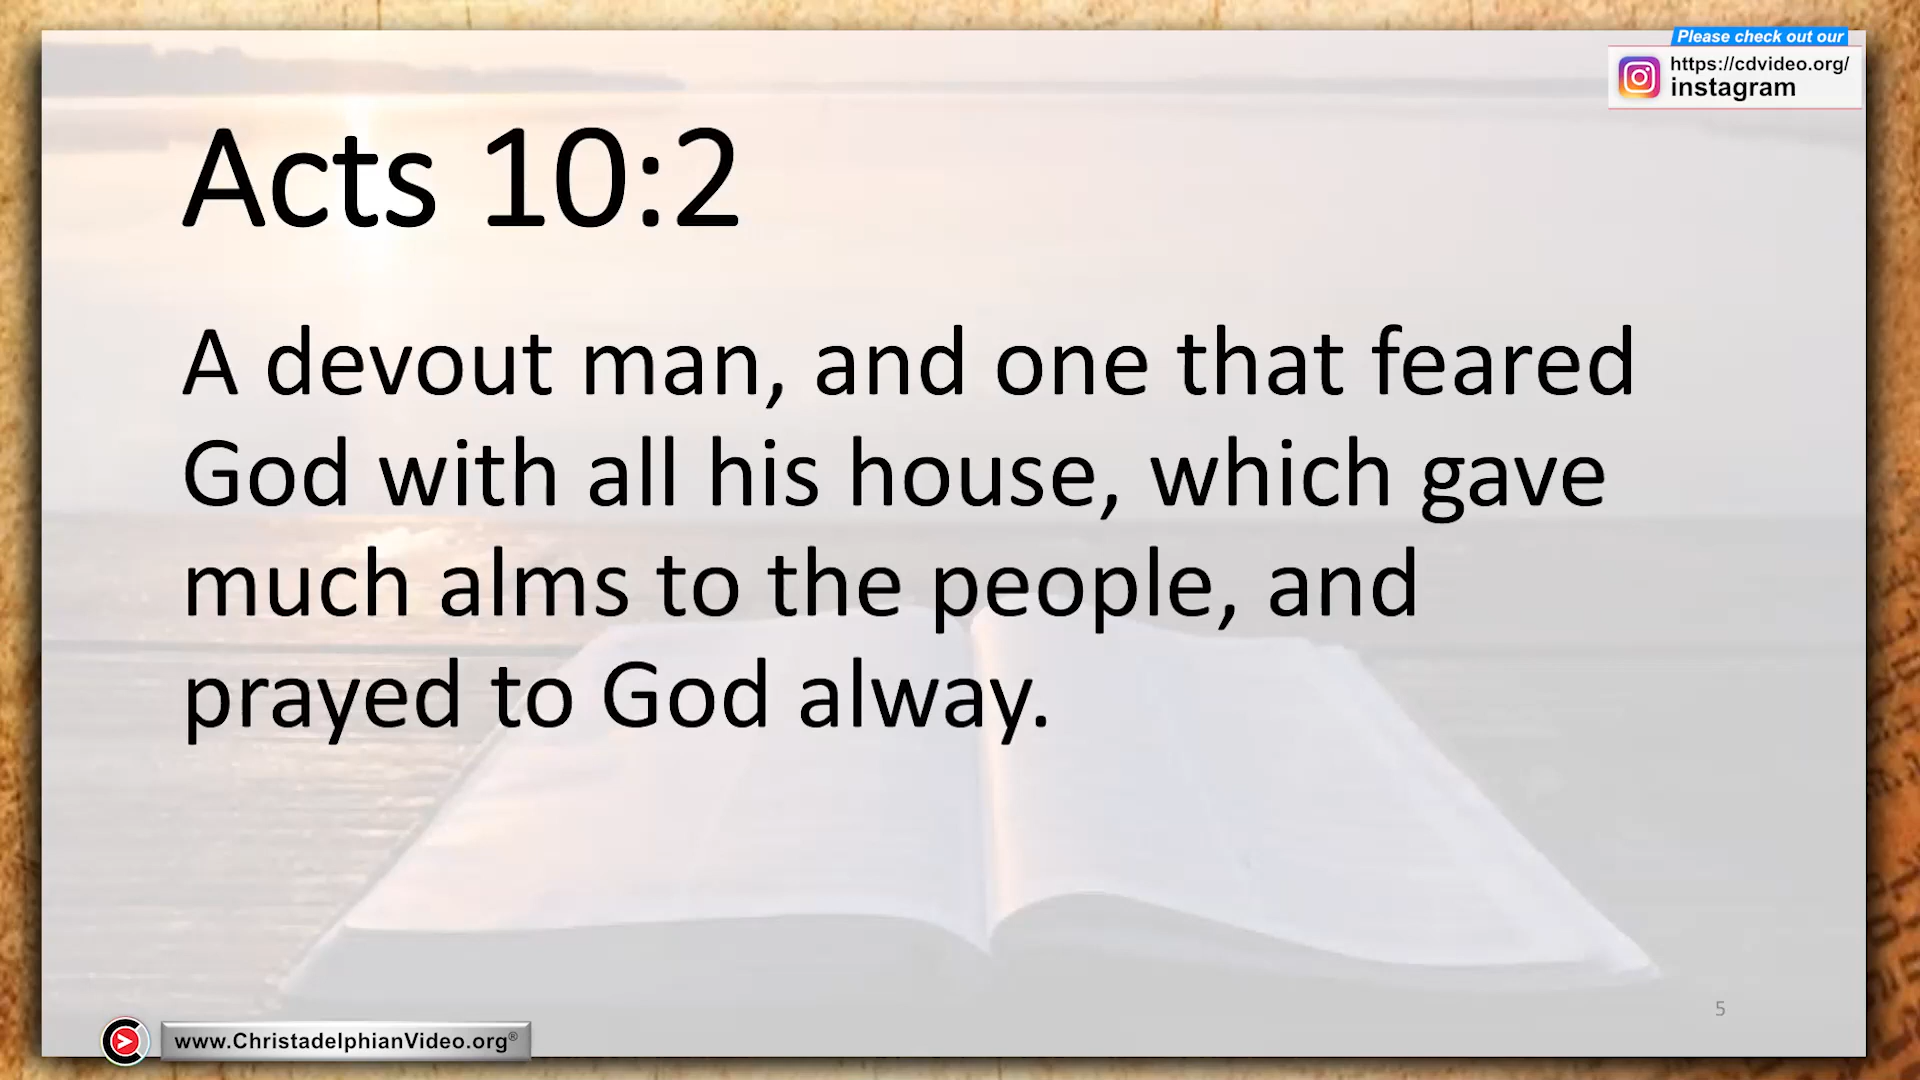 Please check out our
https://cdvideo.org/
instagram
Acts 10:2
A devout man, and one that feared
God with all his house, which gave
much alms to the people, and
prayed to God alway.
5
www.ChristadelphianVideo.org®